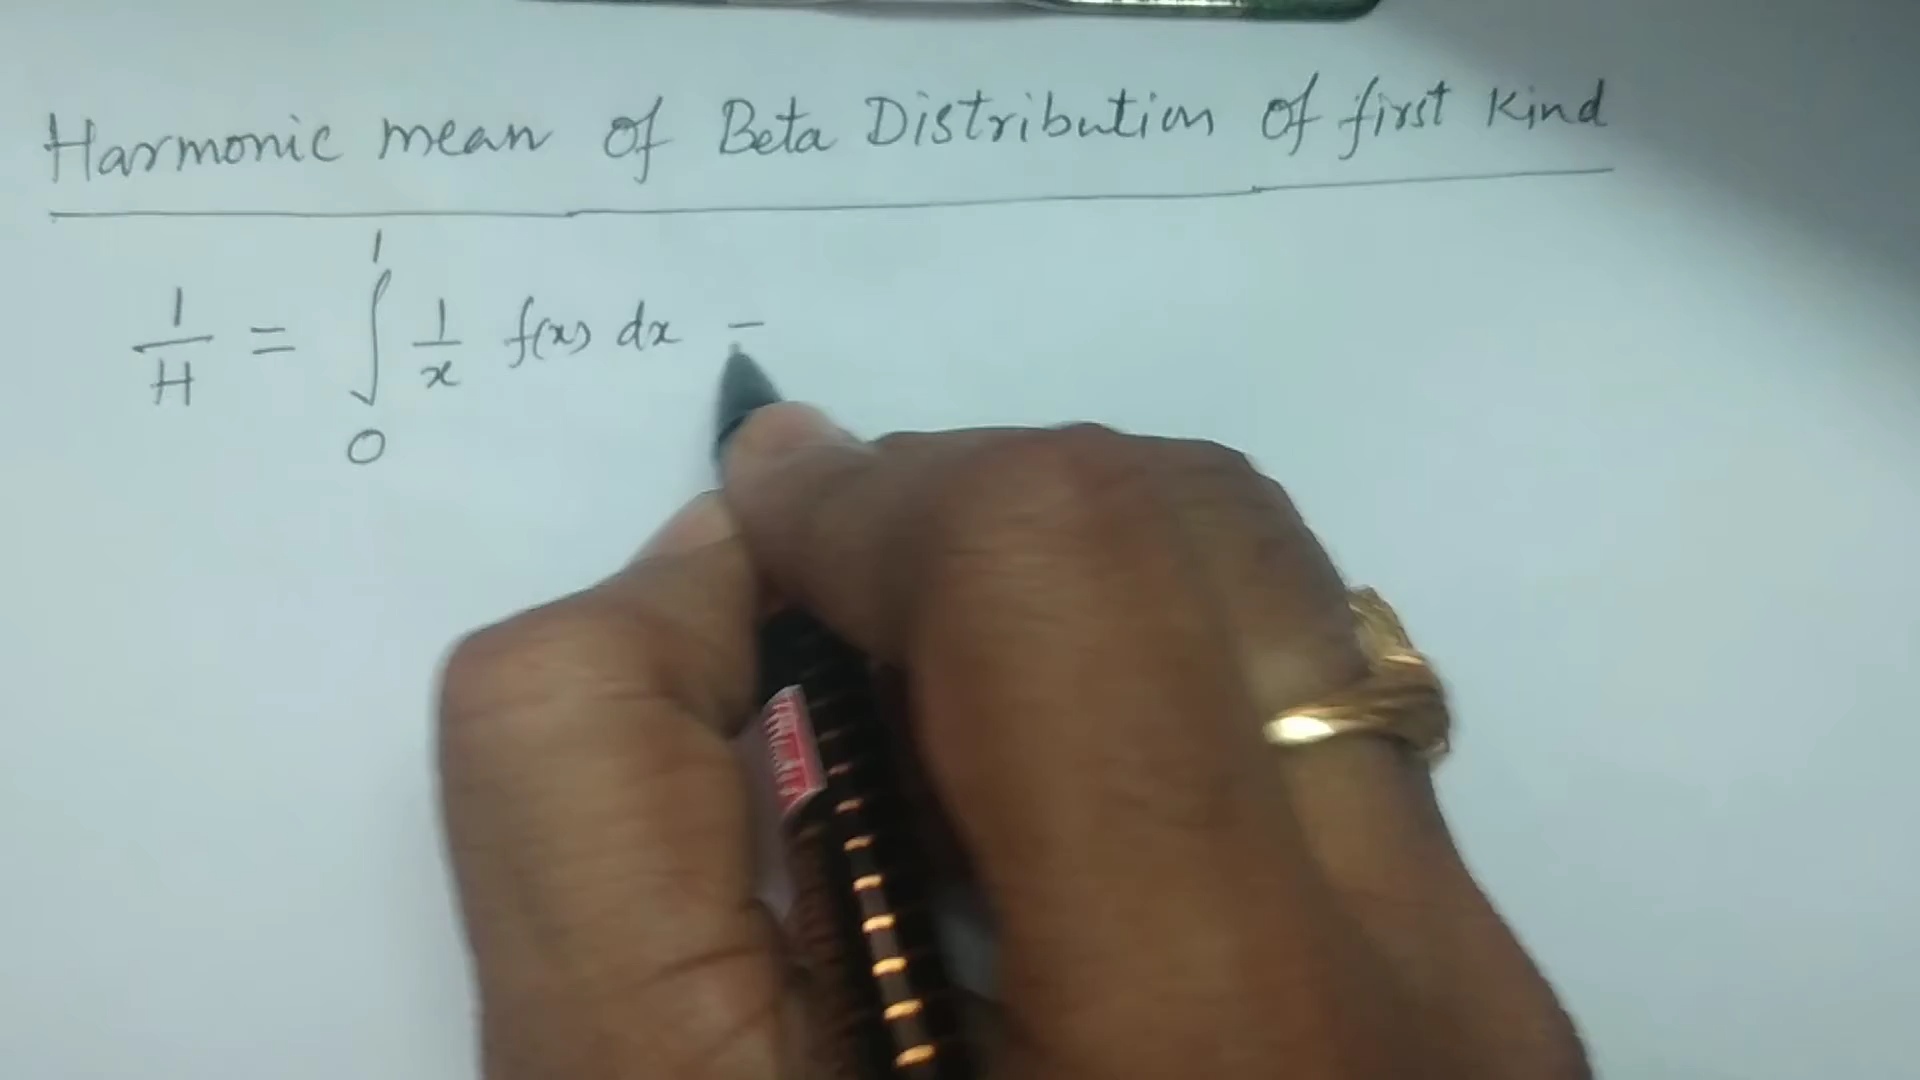 Harmonic mean of Beta Distribution of first Kind
1/H = ∫₀¹ 1/x f(x) dx –